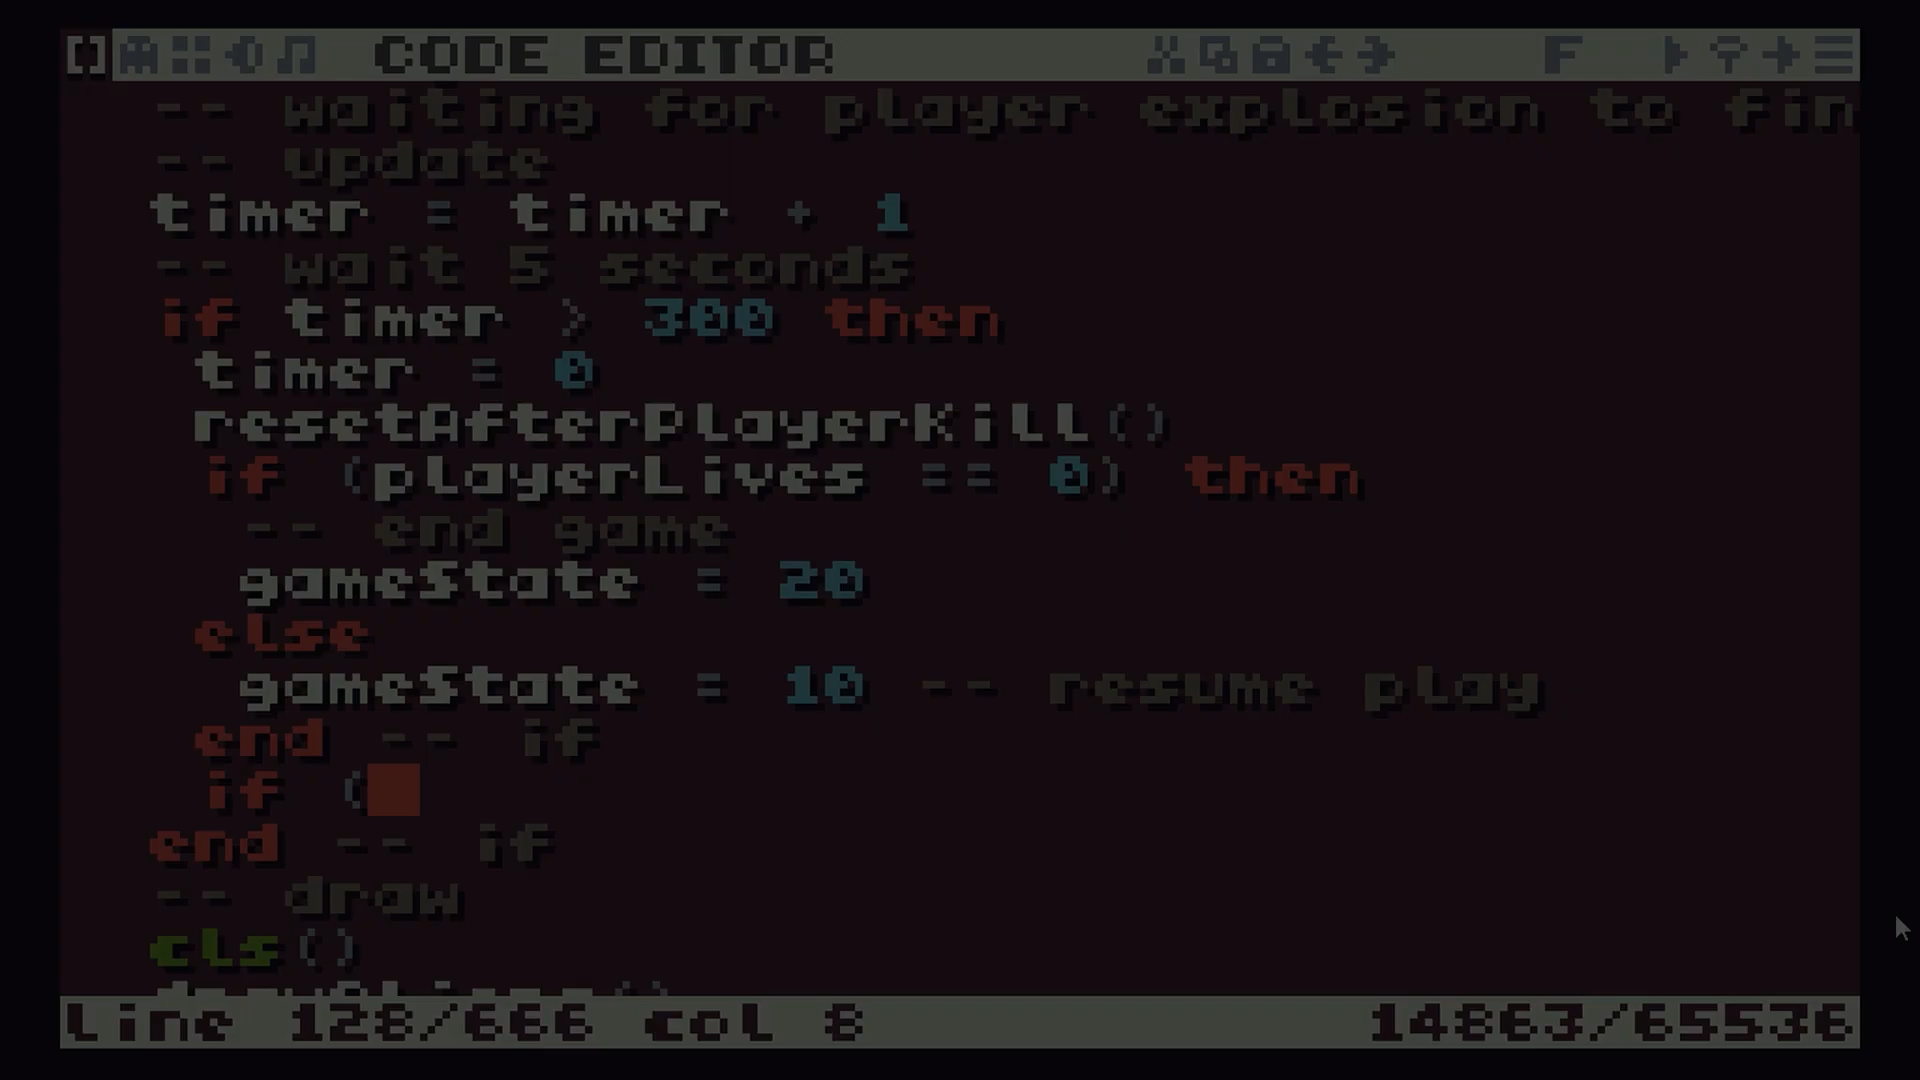 CODE EDITOR F
-- waiting for player explosion to fin
-- update
timer = timer + 1
-- wait 5 seconds
if timer > 300 then
timer = 0
resetAfterPlayerKill()
if (playerLives == 0) then
-- end game
gameState = 20
else
gameState = 10 -- resume play
end -- if
if (
end -- if
-- draw
cls()
line 128/666 col 8 14863/65536